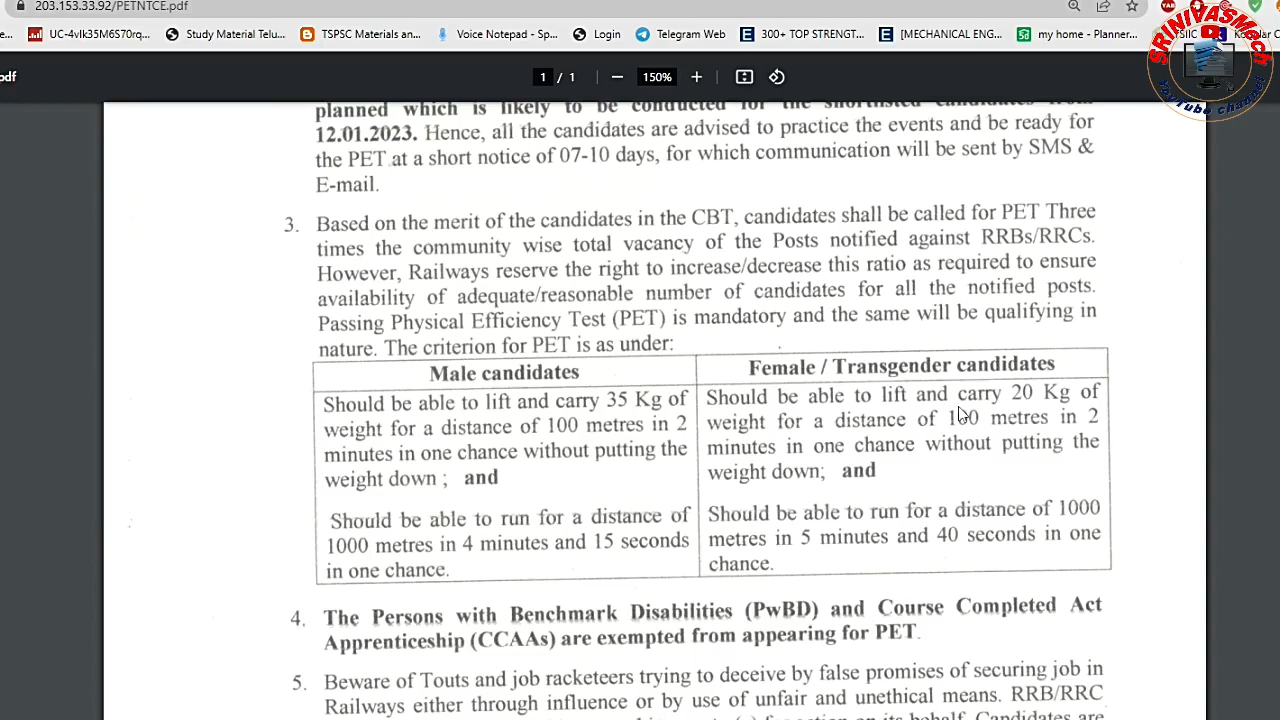 203.153.33.92/PETNTCE.pdf
e... UC-4vlk35M6S70rq... Study Material Telu... TSPSC Materials an... Voice Notepad - Sp... Login Telegram Web 300+ TOP STRENGT... [MECHANICAL ENG... my home - Planner...
SRINIVASMech
YouTube channel
pdf 1 / 1 — 150% +
planned which is likely to be conducted for the shortlisted candidates from
12.01.2023. Hence, all the candidates are advised to practice the events and be ready for
the PET at a short notice of 07-10 days, for which communication will be sent by SMS &
E-mail.
3. Based on the merit of the candidates in the CBT, candidates shall be called for PET Three
times the community wise total vacancy of the Posts notified against RRBs/RRCs.
However, Railways reserve the right to increase/decrease this ratio as required to ensure
availability of adequate/reasonable number of candidates for all the notified posts.
Passing Physical Efficiency Test (PET) is mandatory and the same will be qualifying in
nature. The criterion for PET is as under:
Male candidates
Should be able to lift and carry 35 Kg of
weight for a distance of 100 metres in 2
minutes in one chance without putting the
weight down ; and
Should be able to run for a distance of
1000 metres in 4 minutes and 15 seconds
in one chance.
Female / Transgender candidates
Should be able to lift and carry 20 Kg of
weight for a distance of 100 metres in 2
minutes in one chance without putting the
weight down; and
Should be able to run for a distance of 1000
metres in 5 minutes and 40 seconds in one
chance.
4. The Persons with Benchmark Disabilities (PwBD) and Course Completed Act
Apprenticeship (CCAAs) are exempted from appearing for PET.
5. Beware of Touts and job racketeers trying to deceive by false promises of securing job in
Railways either through influence or by use of unfair and unethical means. RRB/RRC
on its behalf. Candidates are